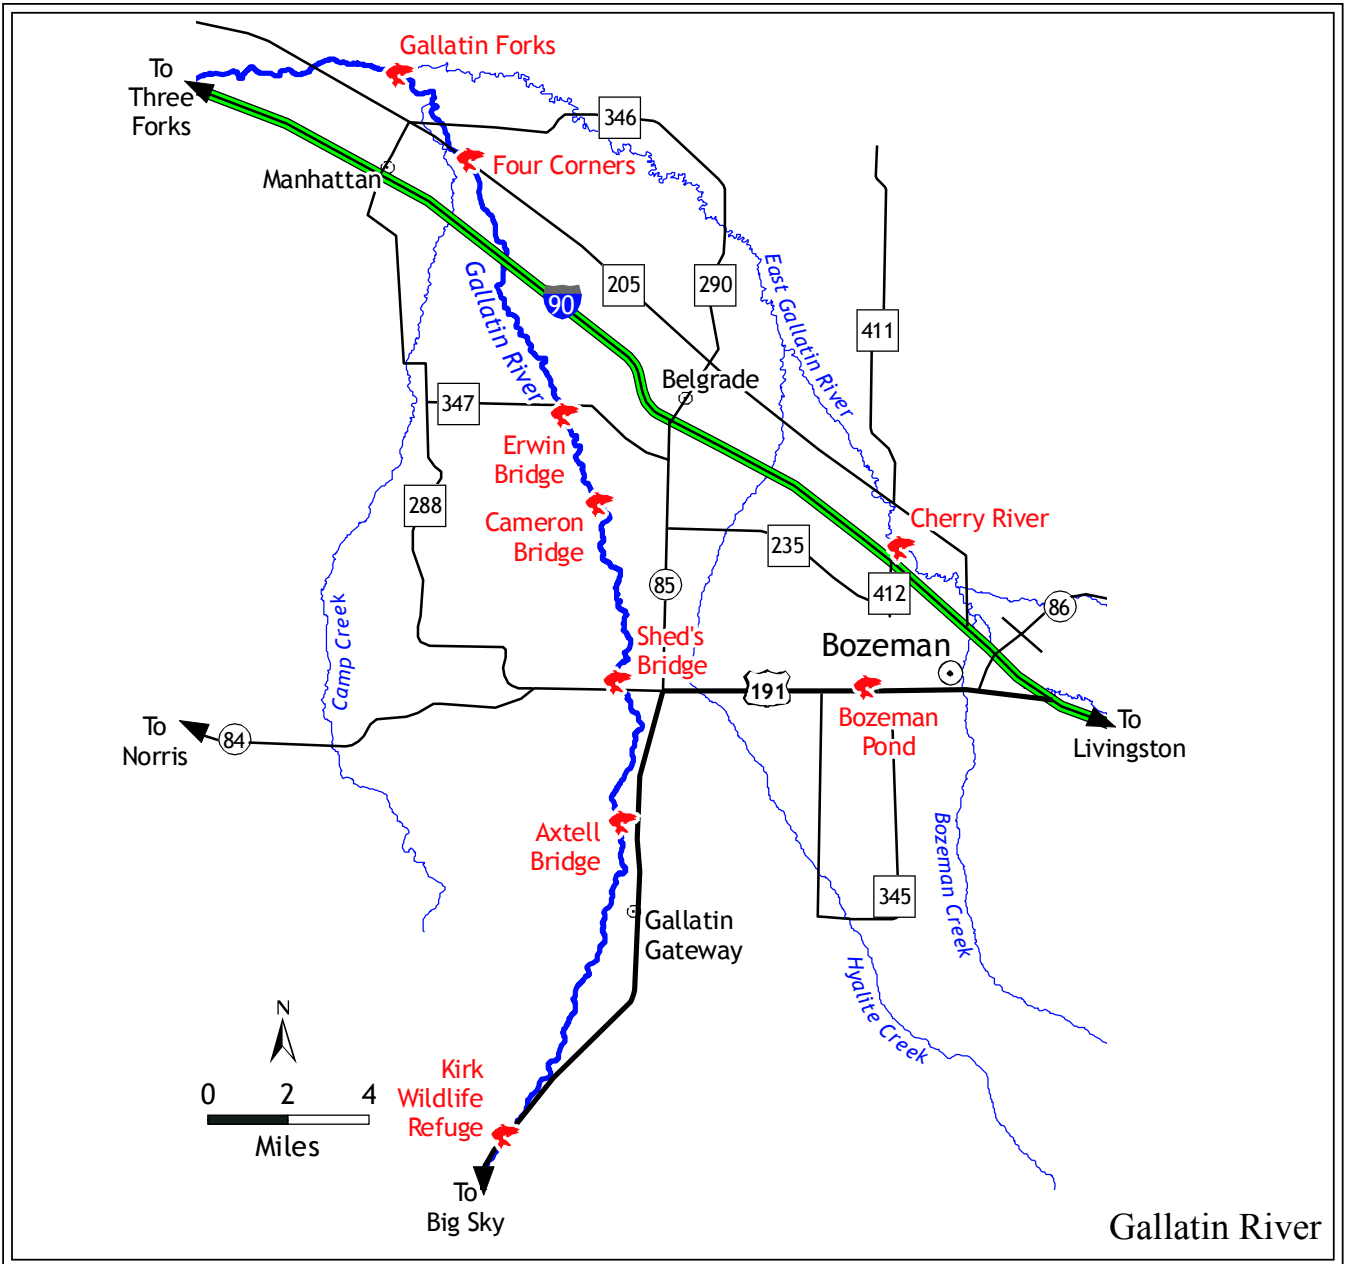 Gallatin Forks
To
Three
Forks
346
Four Corners
Manhattan
205
290
90
Gallatin River
East Gallatin River
411
Belgrade
347
Erwin
Bridge
288
Cameron
Bridge
Cherry River
235
85
412
86
Camp Creek
Shed's
Bridge
Bozeman
191
To
Norris
84
Bozeman
Pond
To
Livingston
Axtell
Bridge
Bozeman Creek
345
Gallatin
Gateway
Hyalite Creek
N
0 2 4
Miles
Kirk
Wildlife
Refuge
To
Big Sky
Gallatin River